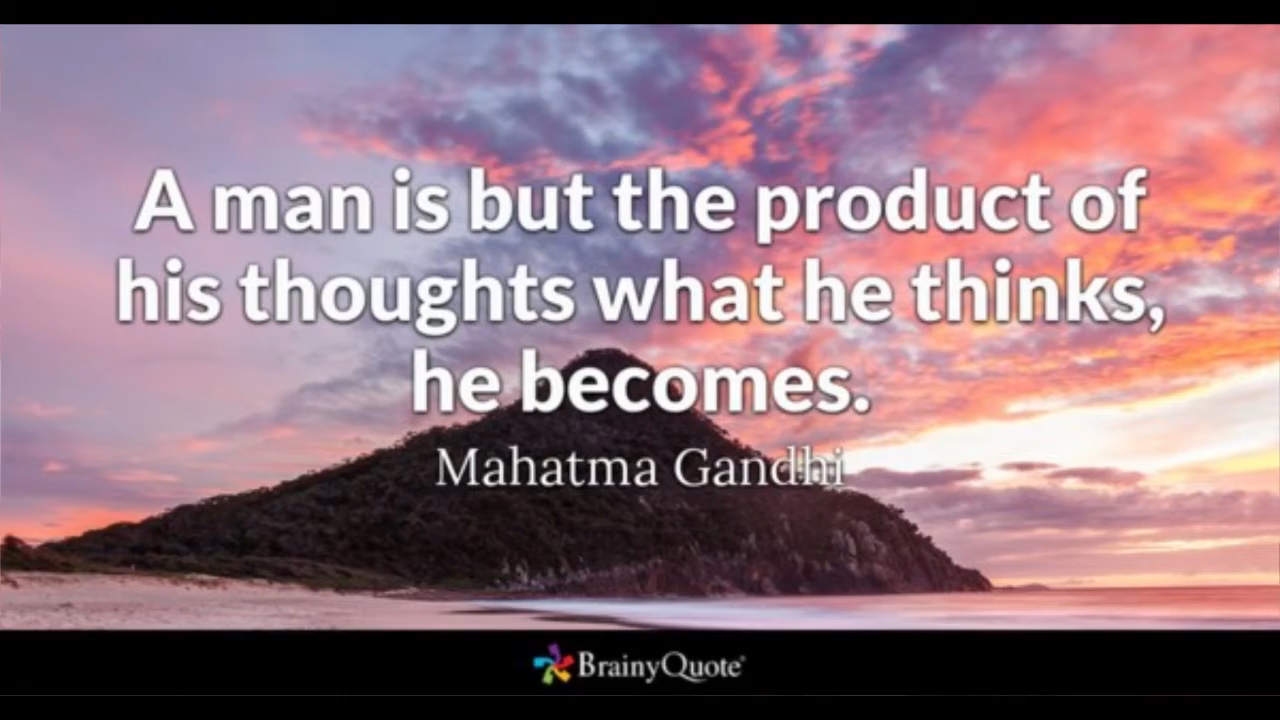 A man is but the product of
his thoughts what he thinks,
he becomes.
Mahatma Gandhi
BrainyQuote®